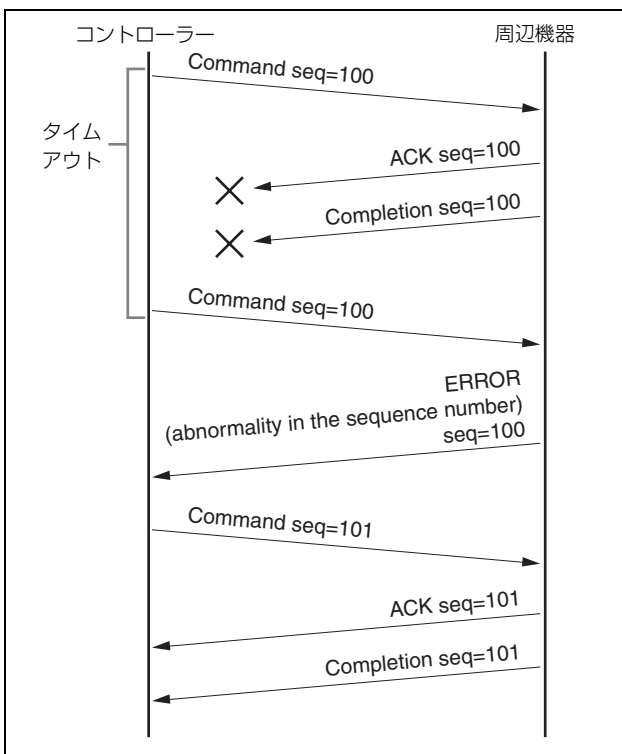 コントローラー
周辺機器
Command seq=100
タイム
アウト
ACK seq=100
Completion seq=100
Command seq=100
ERROR
(abnormality in the sequence number)
seq=100
Command seq=101
ACK seq=101
Completion seq=101